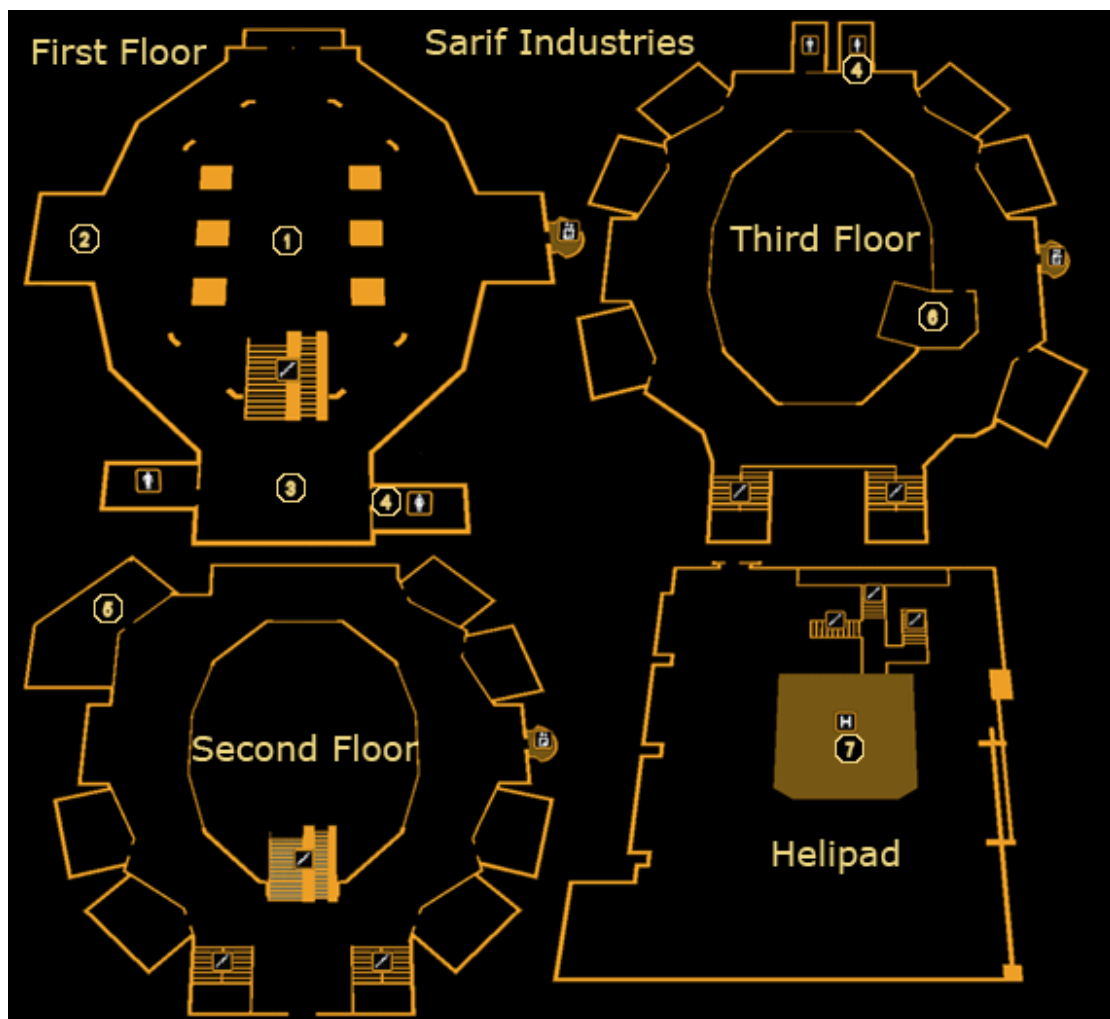 First Floor
Sarif Industries
4
2
1
Third Floor
6
3
4
5
Second Floor
H
7
Helipad